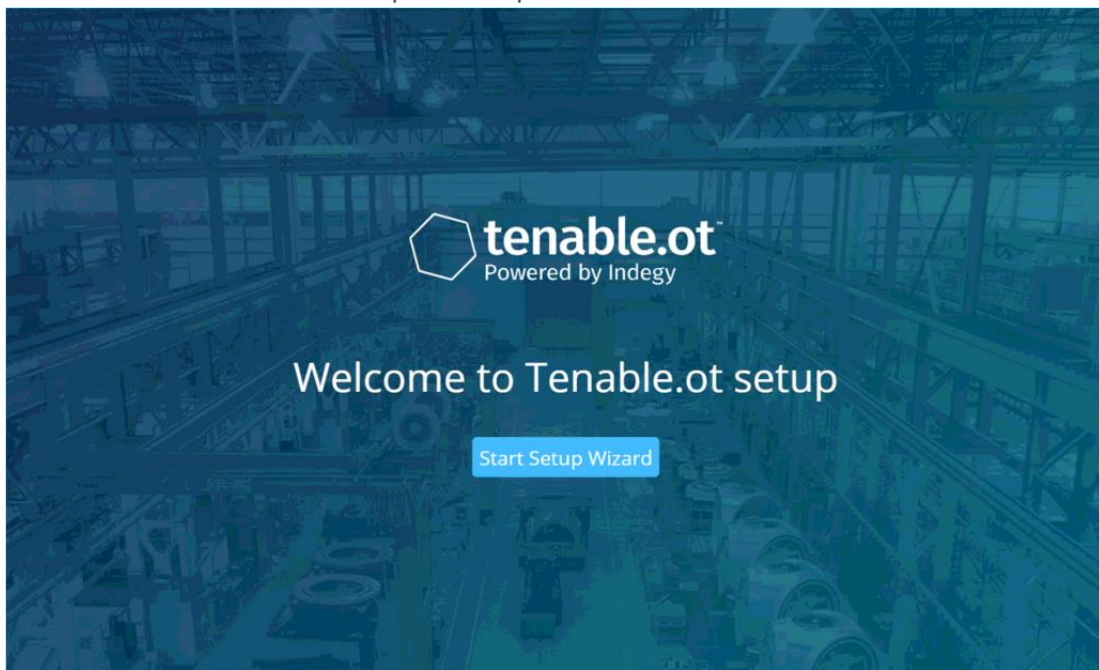 tenable.ot™
Powered by Indegy
Welcome to Tenable.ot setup
Start Setup Wizard